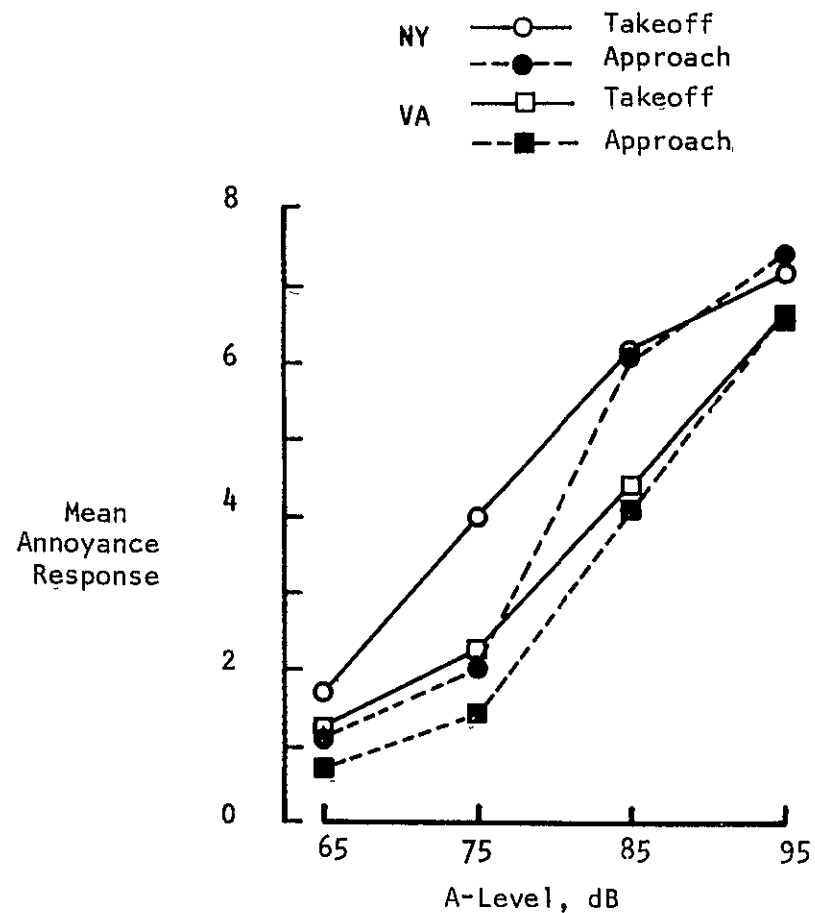 NY Takeoff
Approach
VA Takeoff
Approach
8
6
4
Mean
Annoyance
Response
2
0
65 75 85 95
A-Level, dB